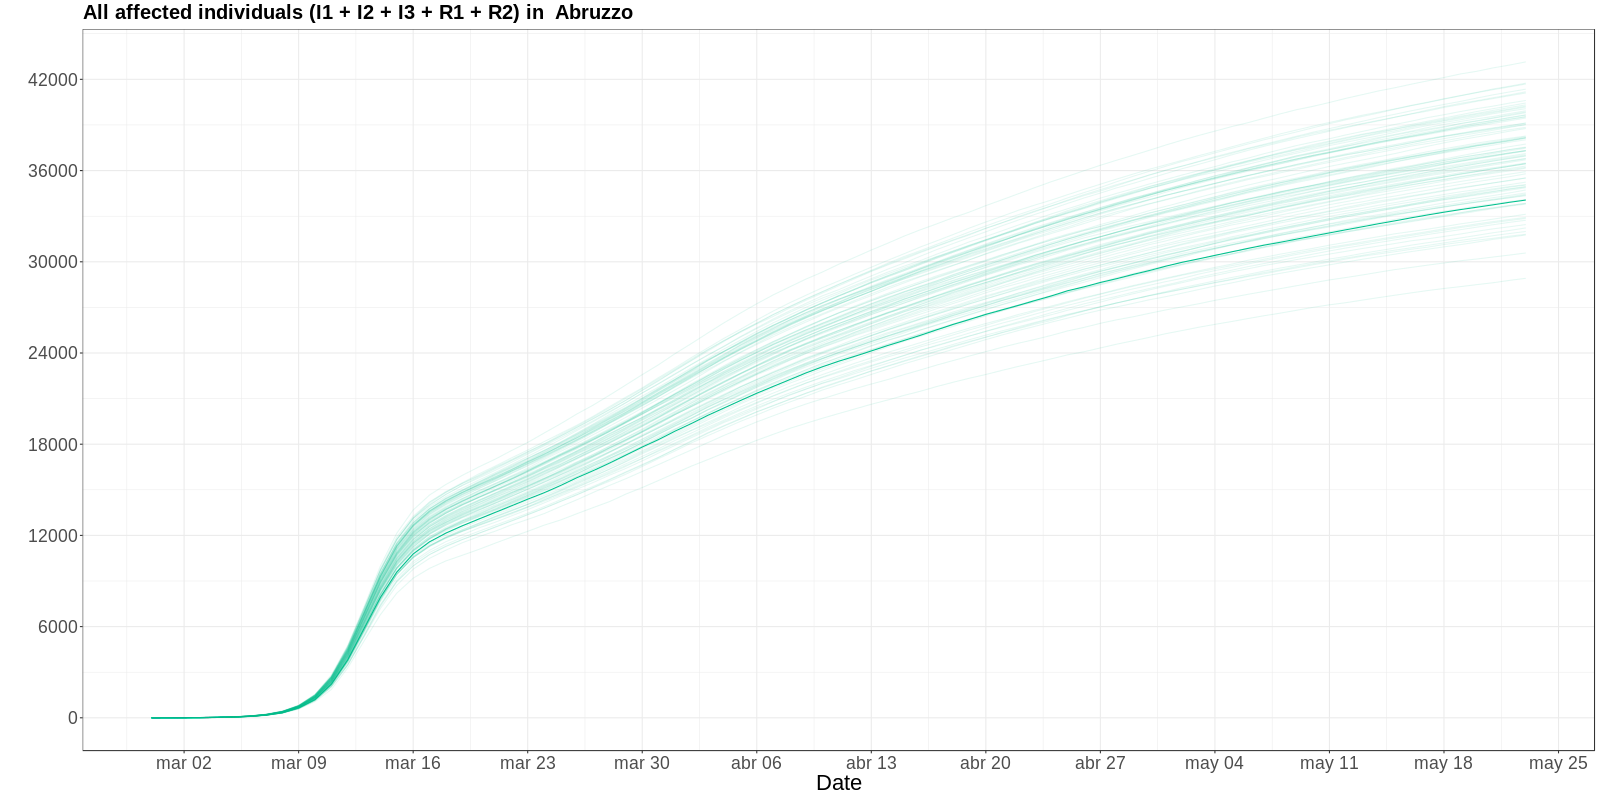 All affected individuals (I1 + I2 + I3 + R1 + R2) in  Abruzzo
42000
36000
30000
24000
18000
12000
6000
0
mar 02 mar 09 mar 16 mar 23 mar 30 abr 06 abr 13 abr 20 abr 27 may 04 may 11 may 18 may 25
Date